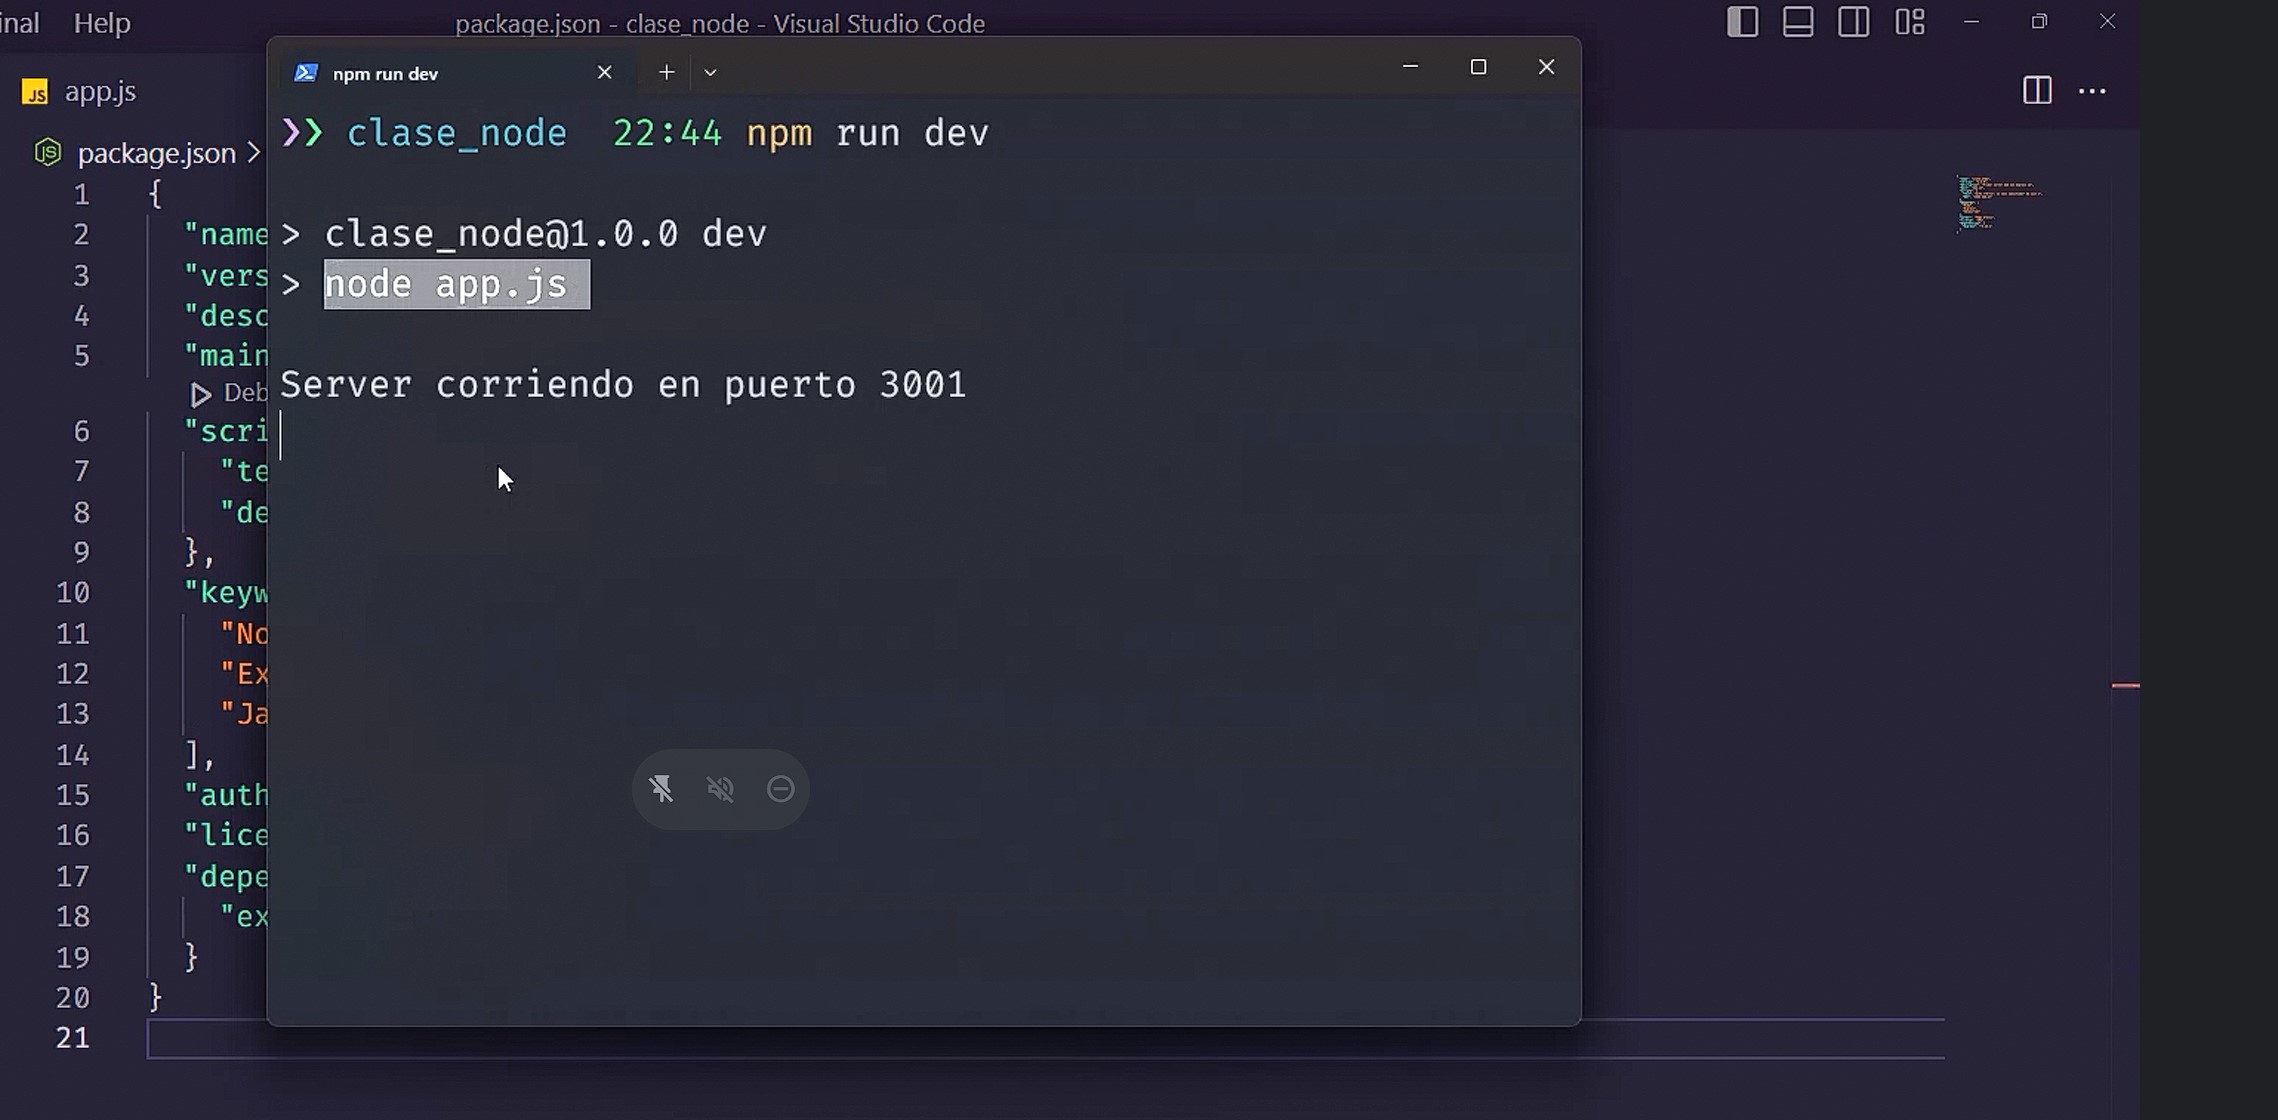 inal Help package.json - clase_node - Visual Studio Code
JS app.js
npm run dev
package.json >
❯❯ clase_node 22:44 npm run dev
> clase_node@1.0.0 dev
> node app.js
Server corriendo en puerto 3001
1 {
2 "name
3 "vers
4 "desc
5 "main
Deb
6 "scri
7 "te
8 "de
9 },
10 "keyw
11 "No
12 "Ex
13 "Ja
14 ],
15 "auth
16 "lice
17 "depe
18 "ex
19 }
20 }
21